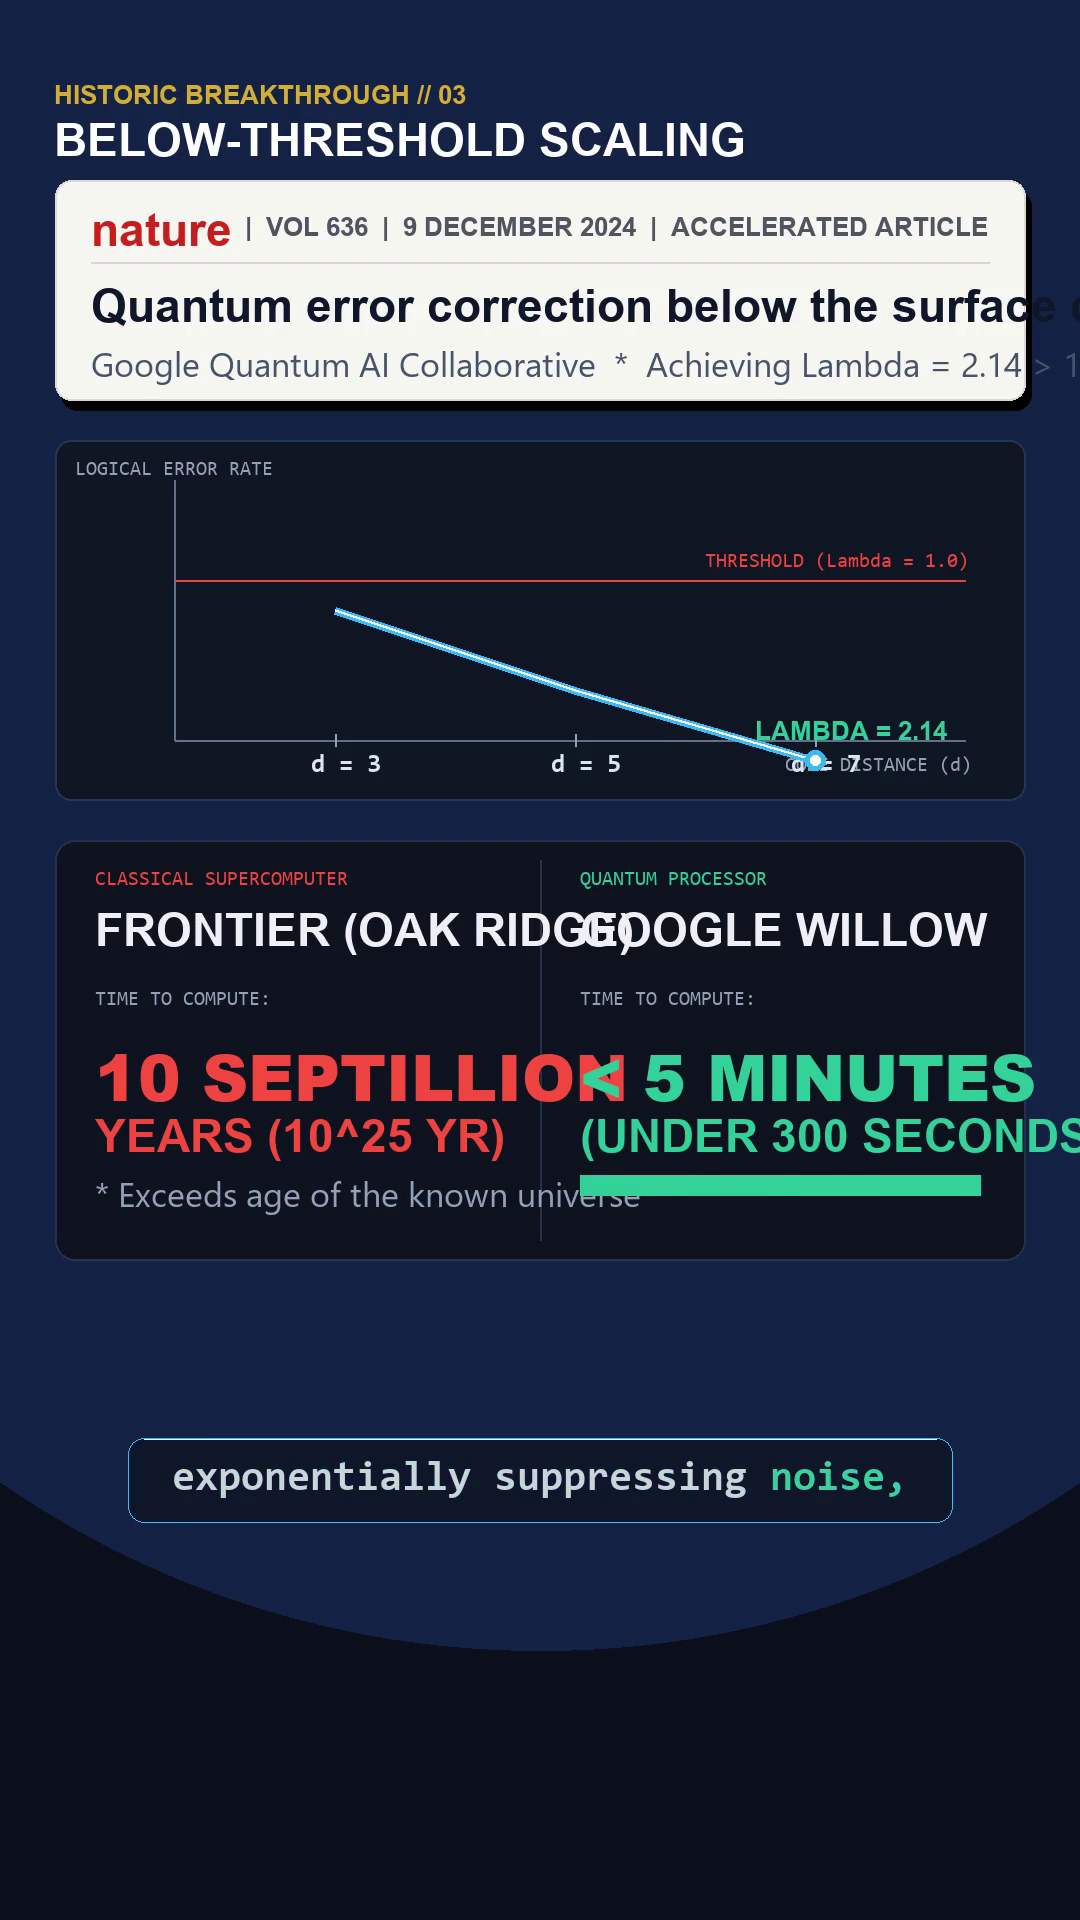 HISTORIC BREAKTHROUGH // 03
BELOW-THRESHOLD SCALING
nature | VOL 636 | 9 DECEMBER 2024 | ACCELERATED ARTICLE
Quantum error correction below the surface
Google Quantum AI Collaborative * Achieving Lambda = 2.14 > 1
LOGICAL ERROR RATE
THRESHOLD (Lambda = 1.0)
LAMBDA = 2.14
d = 3
d = 5
d = 7
DISTANCE (d)
CLASSICAL SUPERCOMPUTER
FRONTIER (OAK RIDGE)
TIME TO COMPUTE:
10 SEPTILLION
YEARS (10^25 YR)
* Exceeds age of the known universe
QUANTUM PROCESSOR
GOOGLE WILLOW
TIME TO COMPUTE:
< 5 MINUTES
(UNDER 300 SECONDS
exponentially suppressing noise,